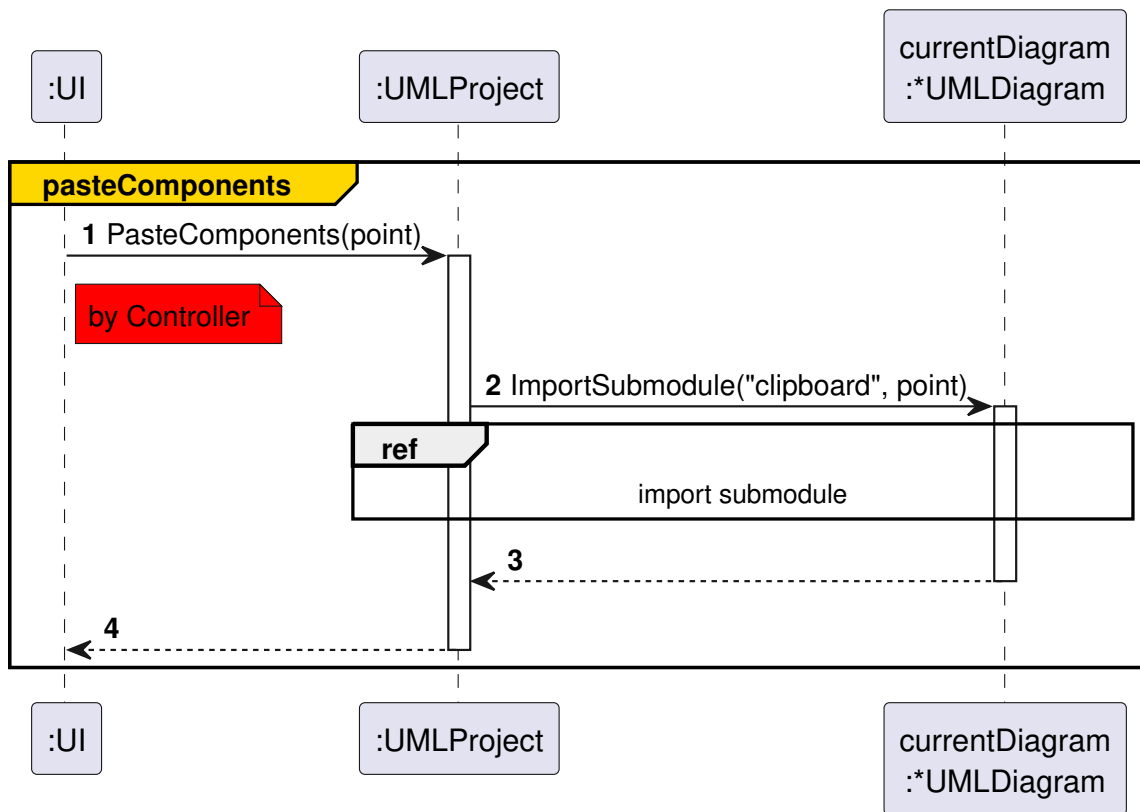 :UI
:UMLProject
currentDiagram
:*UMLDiagram
pasteComponents
1 PasteComponents(point)
by Controller
2 ImportSubmodule("clipboard", point)
ref
import submodule
3
4
:UI
:UMLProject
currentDiagram
:*UMLDiagram